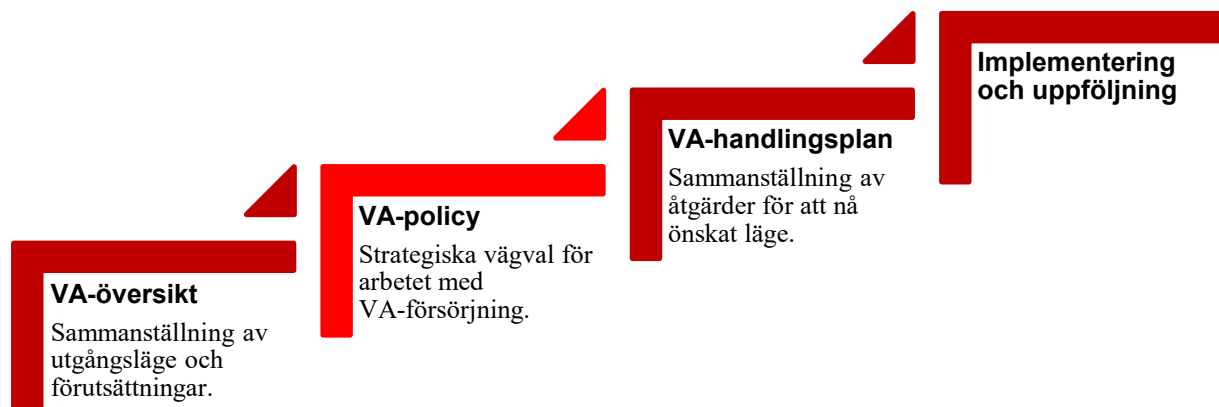 VA-översikt
Sammanställning av
utgångsläge och
förutsättningar.
VA-policy
Strategiska vägval för
arbetet med
VA-försörjning.
VA-handlingsplan
Sammanställning av
åtgärder för att nå
önskat läge.
Implementering
och uppföljning